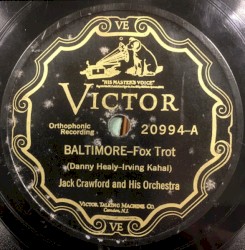 VE
"HIS MASTER'S VOICE"
VICTOR
Orthophonic
Recording
20994-A
BALTIMORE-Fox Trot
(Danny Healy-Irving Kahal)
Jack Crawford and His Orchestra
VICTOR TALKING MACHINE CO.
Camden, N.J.
VE